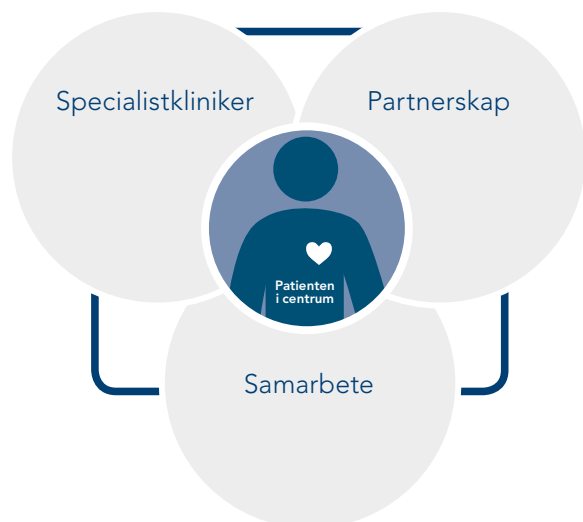 Specialistkliniker
Partnerskap
Patienten
i centrum
Samarbete